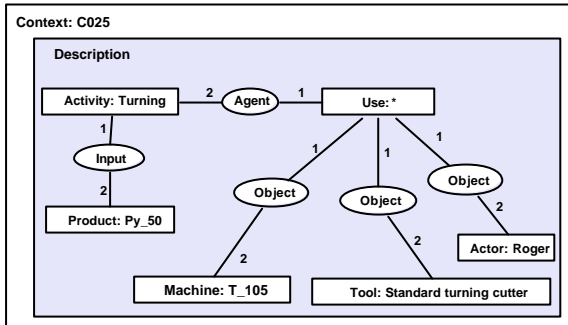 Context: C025
Description
Activity: Turning
2
Agent
1
Use: *
1
Input
2
Product: Py_50
1
1
1
Object
Object
Object
2
2
2
Actor: Roger
Machine: T_105
Tool: Standard turning cutter